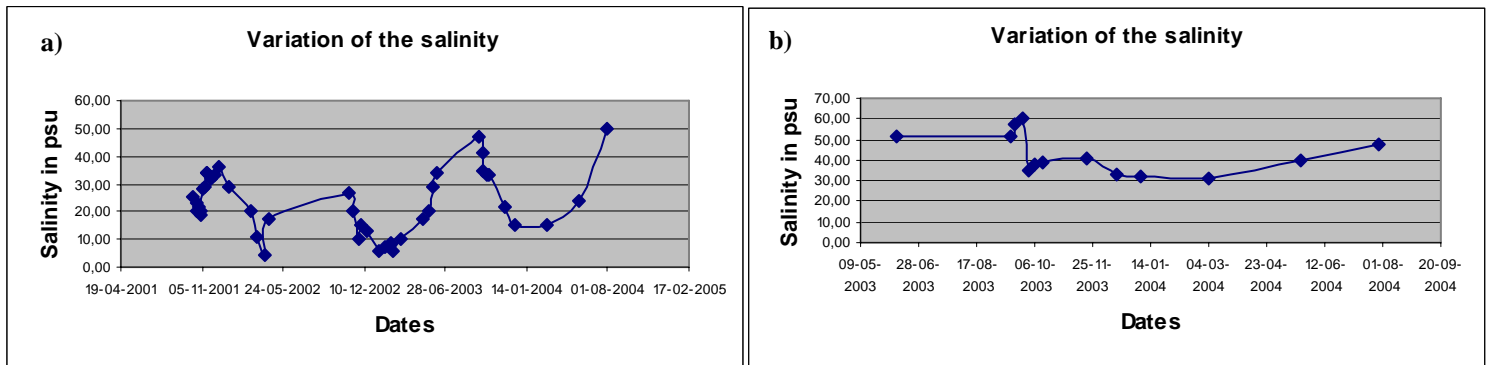 a)
Variation of the salinity
Salinity in psu
60,00
50,00
40,00
30,00
20,00
10,00
0,00
19-04-2001 05-11-2001 24-05-2002 10-12-2002 28-06-2003 14-01-2004 01-08-2004 17-02-2005
Dates
b)
Variation of the salinity
Salinity in psu
70,00
60,00
50,00
40,00
30,00
20,00
10,00
0,00
09-05- 28-06- 17-08- 06-10- 25-11- 14-01- 04-03- 23-04- 12-06- 01-08- 20-09-
2003 2003 2003 2003 2003 2004 2004 2004 2004 2004 2004
Dates